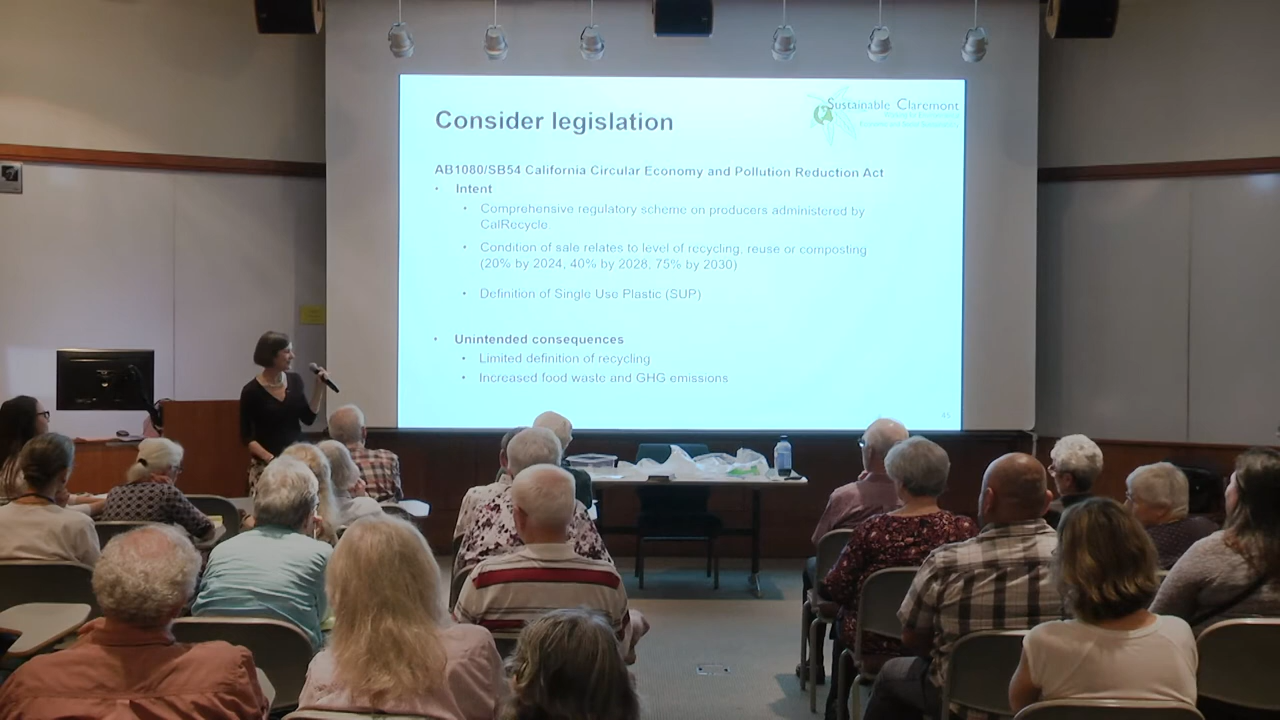 Sustainable Claremont
Consider legislation
AB1080/SB54 California Circular Economy and Pollution Reduction Act
• Intent
• Comprehensive regulatory scheme on producers administered by
CalRecycle
• Condition of sale relates to level of recycling, reuse or composting
(20% by 2024, 40% by 2028, 75% by 2030)
• Definition of Single Use Plastic (SUP)
• Unintended consequences
• Limited definition of recycling
• Increased food waste and GHG emissions
45